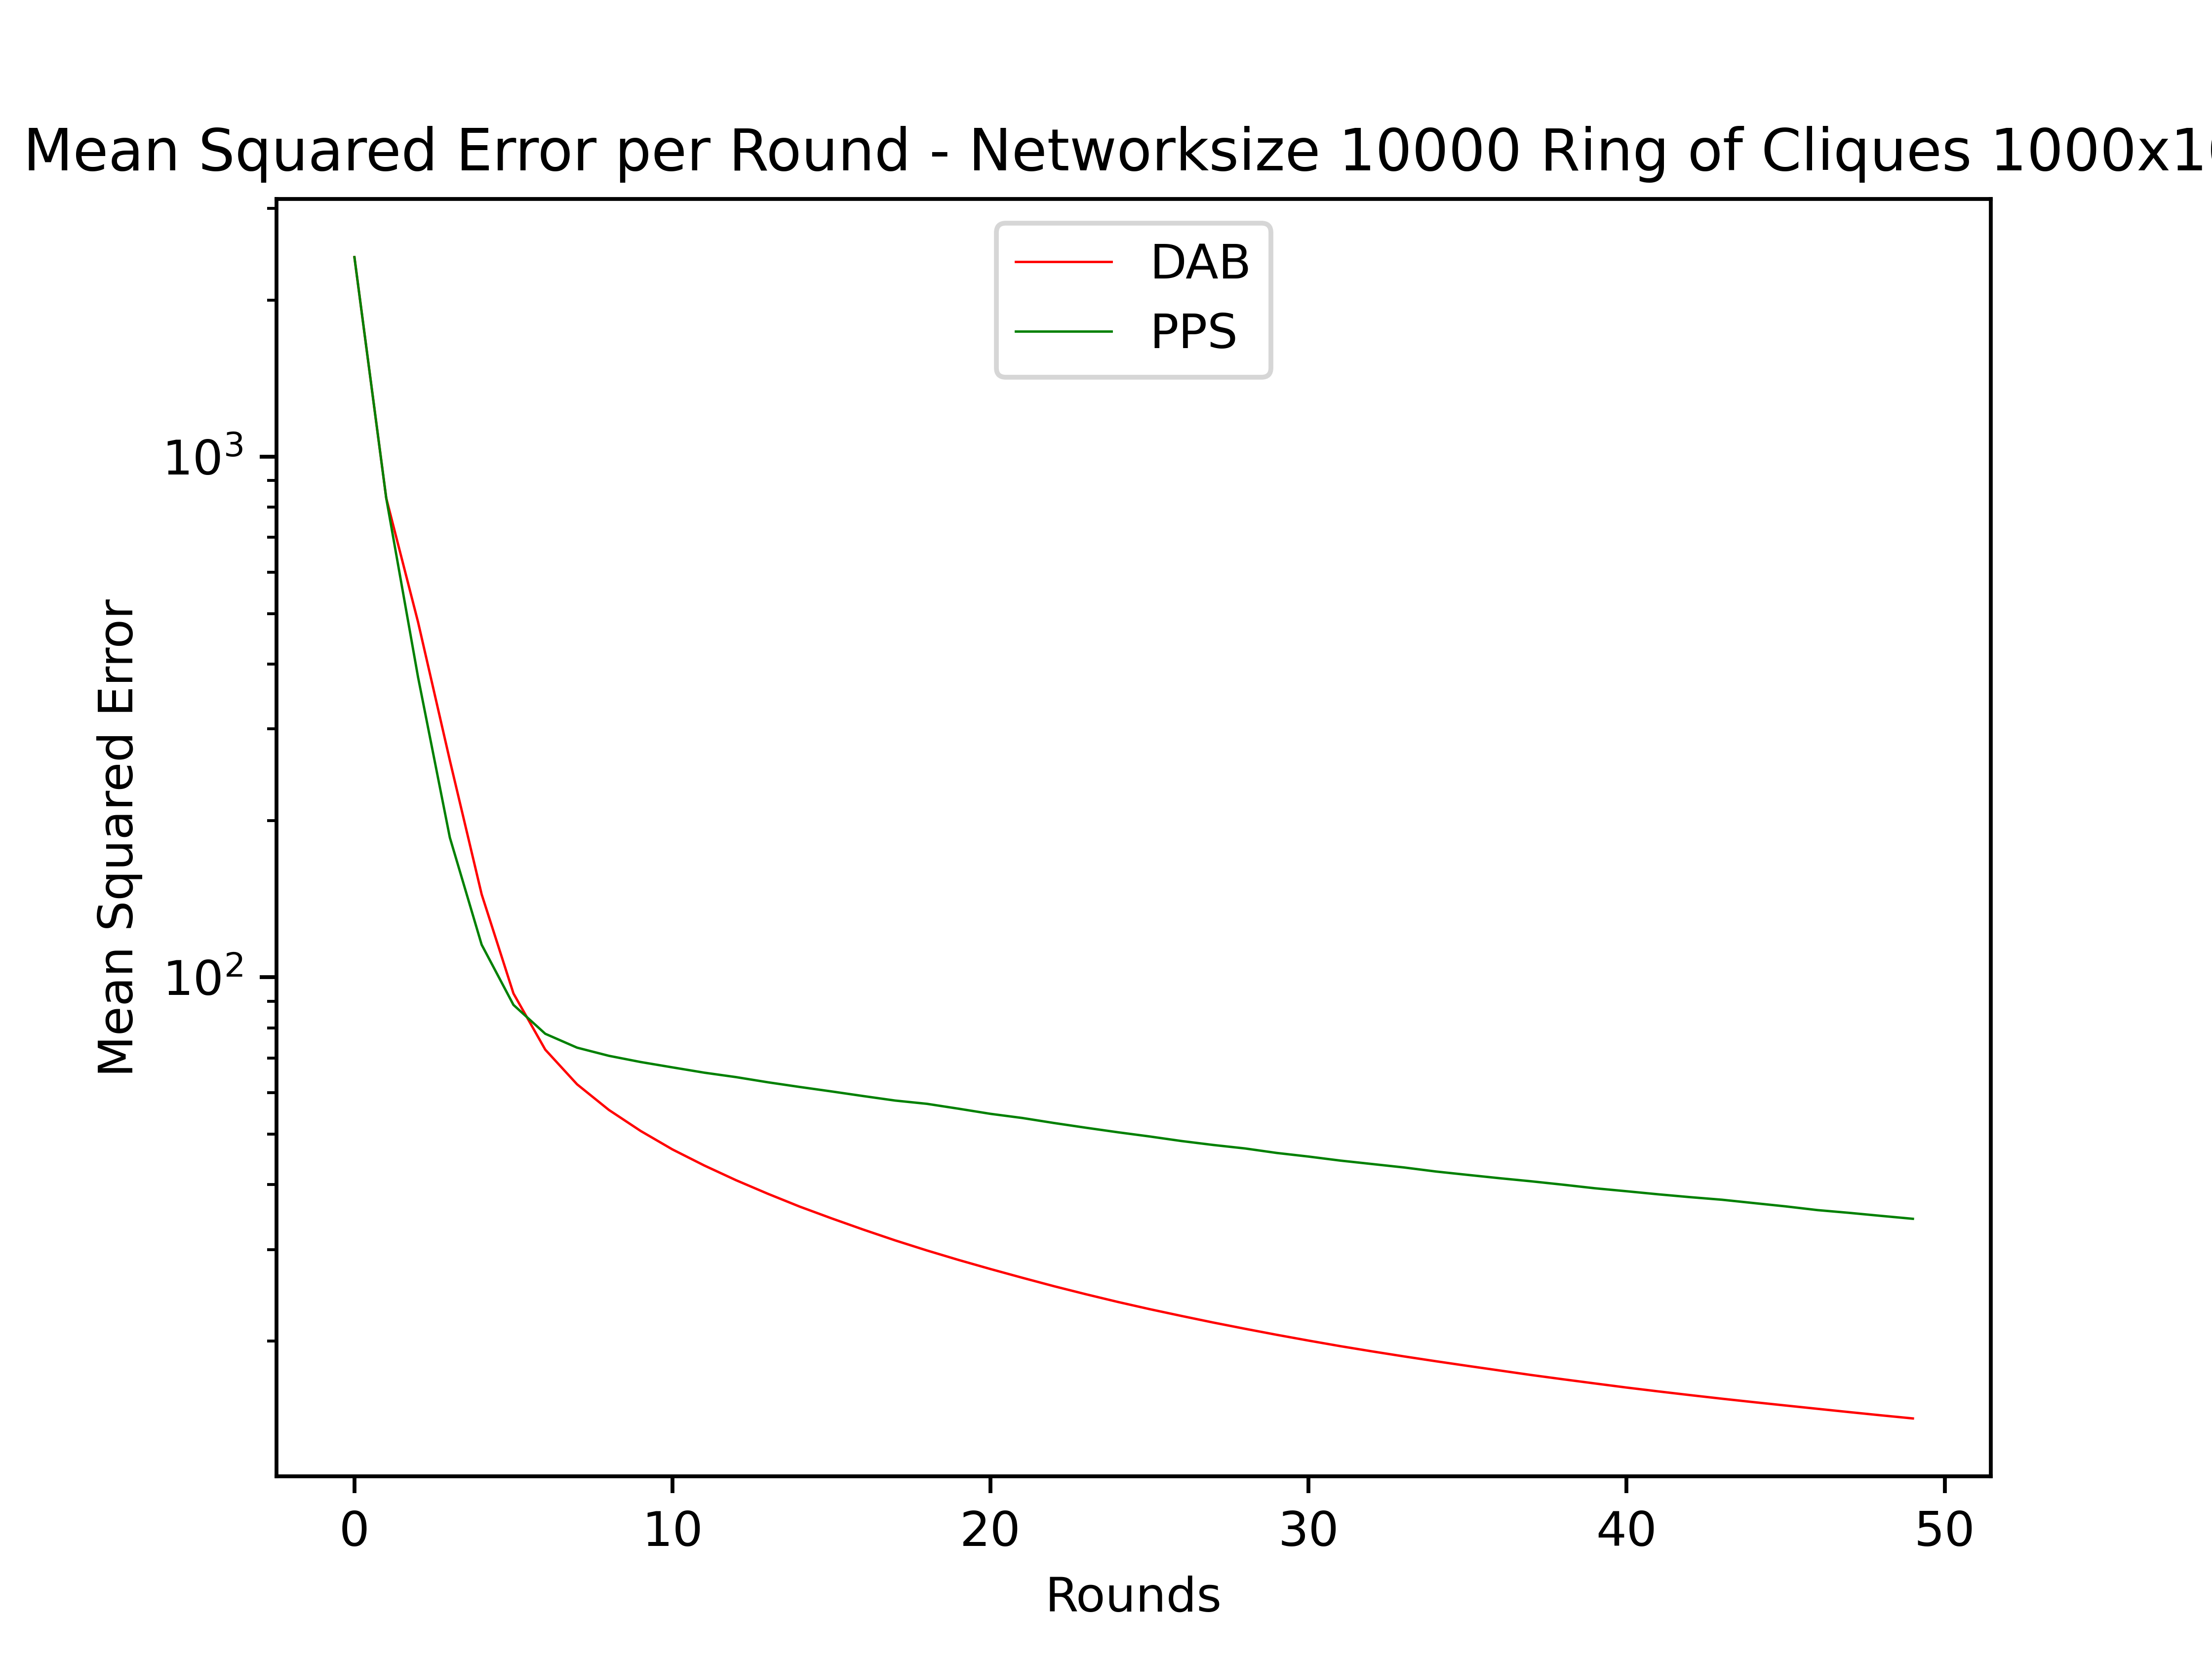 Mean Squared Error per Round - Networksize 10000 Ring of Cliques
DAB
PPS
10³
10²
Mean Squared Error
0 10 20 30 40 50
Rounds